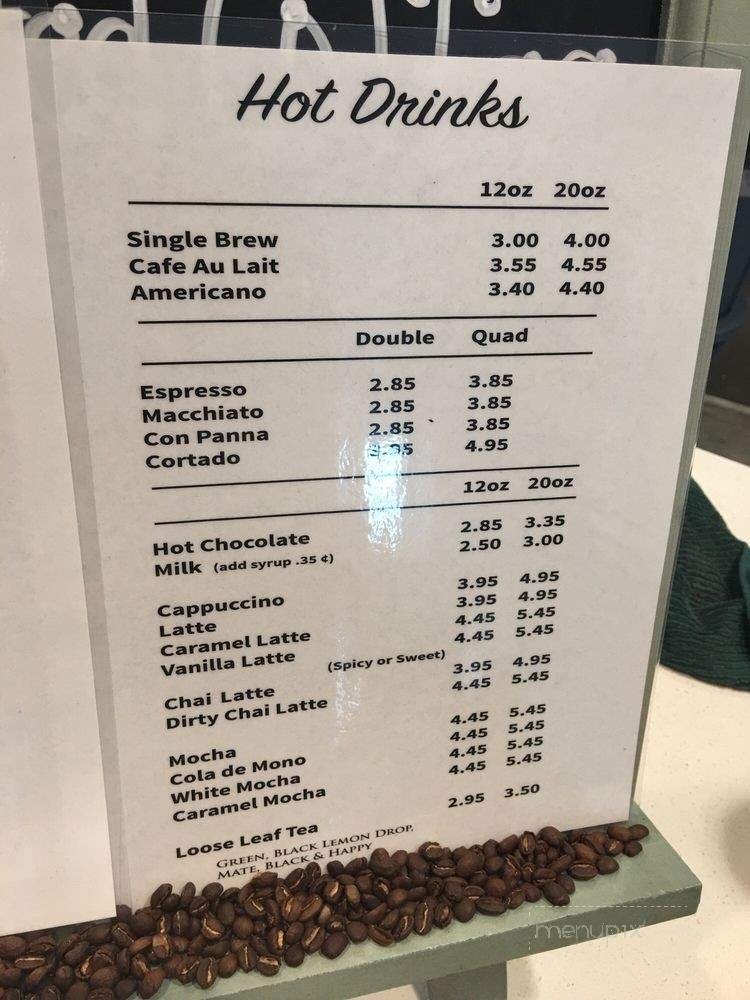 Hot Drinks
12oz 20oz
Single Brew 3.00 4.00
Cafe Au Lait 3.55 4.55
Americano 3.40 4.40
Double Quad
Espresso 2.85 3.85
Macchiato 2.85 3.85
Con Panna 2.85 3.85
Cortado 4.95
12oz 20oz
Hot Chocolate 2.85 3.35
Milk (add syrup .35 ¢) 2.50 3.00
Cappuccino 3.95 4.95
Latte 3.95 4.95
Caramel Latte 4.45 5.45
Vanilla Latte 4.45 5.45
(Spicy or Sweet)
Chai Latte 3.95 4.95
Dirty Chai Latte 4.45 5.45
Mocha 4.45 5.45
Cola de Mono 4.45 5.45
White Mocha 4.45 5.45
Caramel Mocha 4.45 5.45
Loose Leaf Tea 2.95 3.50
Green, Black Lemon Drop,
Mate, Black & Happy
menupix